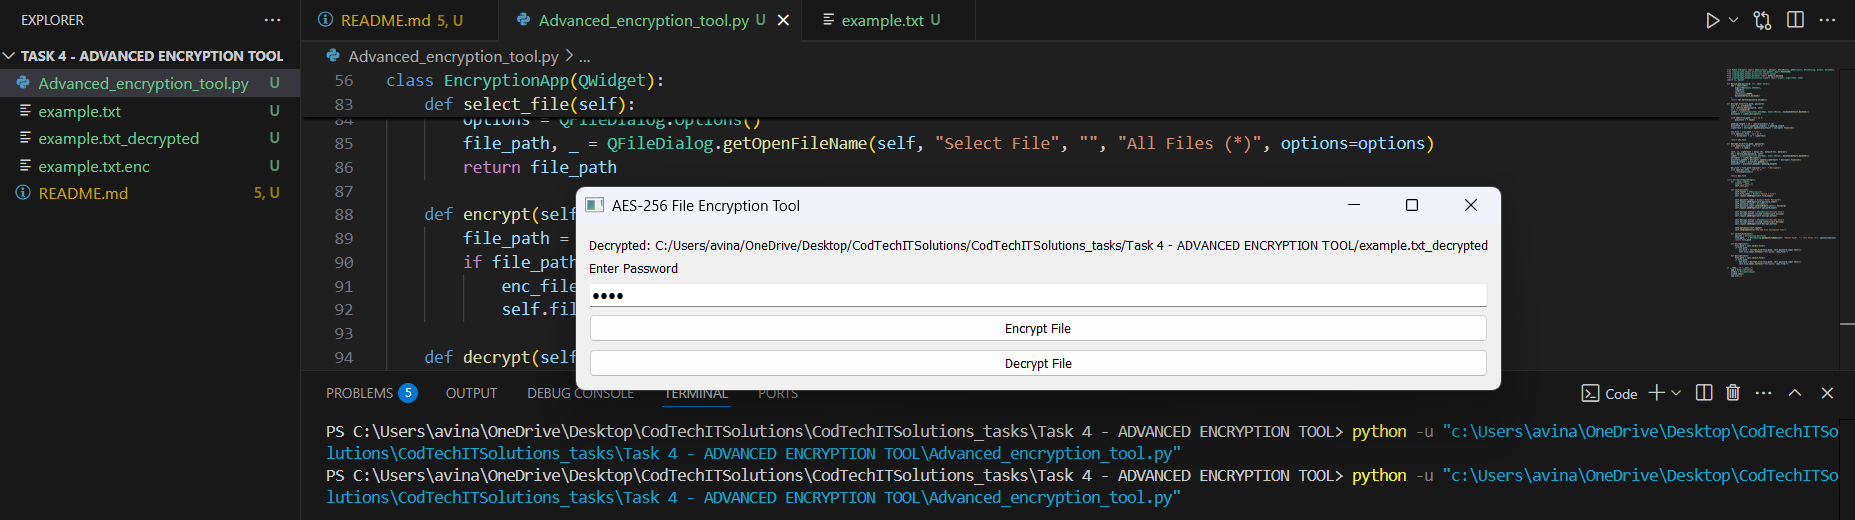 EXPLORER ···
TASK 4 - ADVANCED ENCRYPTION TOOL
Advanced_encryption_tool.py U
example.txt U
example.txt_decrypted U
example.txt.enc U
README.md 5, U
README.md 5, U Advanced_encryption_tool.py U example.txt U
Advanced_encryption_tool.py > ...
56 class EncryptionApp(QWidget):
83 def select_file(self):
84 options = QFileDialog.Options()
85 file_path, _ = QFileDialog.getOpenFileName(self, "Select File", "", "All Files (*)", options=options)
86 return file_path
87
88 def encrypt(self
89 file_path =
90 if file_path
91 enc_file
92 self.fil
93
94 def decrypt(self
AES-256 File Encryption Tool
Decrypted: C:/Users/avina/OneDrive/Desktop/CodTechITSolutions/CodTechITSolutions_tasks/Task 4 - ADVANCED ENCRYPTION TOOL/example.txt_decrypted
Enter Password
••••
Encrypt File
Decrypt File
PROBLEMS 5 OUTPUT DEBUG CONSOLE TERMINAL PORTS Code
PS C:\Users\avina\OneDrive\Desktop\CodTechITSolutions\CodTechITSolutions_tasks\Task 4 - ADVANCED ENCRYPTION TOOL> python -u "c:\Users\avina\OneDrive\Desktop\CodTechITSo
lutions\CodTechITSolutions_tasks\Task 4 - ADVANCED ENCRYPTION TOOL\Advanced_encryption_tool.py"
PS C:\Users\avina\OneDrive\Desktop\CodTechITSolutions\CodTechITSolutions_tasks\Task 4 - ADVANCED ENCRYPTION TOOL> python -u "c:\Users\avina\OneDrive\Desktop\CodTechITSo
lutions\CodTechITSolutions_tasks\Task 4 - ADVANCED ENCRYPTION TOOL\Advanced_encryption_tool.py"